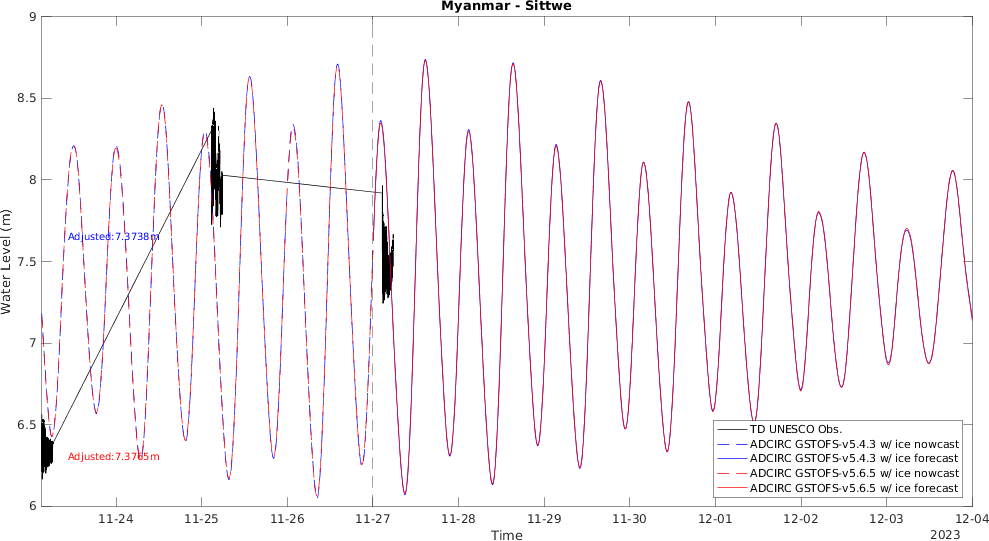 Myanmar - Sittwe
9
8.5
8
7.5
7
6.5
6
Water Level (m)
Adjusted:7.3738m
Adjusted:7.3765m
TD UNESCO Obs.
ADCIRC GSTOFS-v5.4.3 w/ ice nowcast
ADCIRC GSTOFS-v5.4.3 w/ ice forecast
ADCIRC GSTOFS-v5.6.5 w/ ice nowcast
ADCIRC GSTOFS-v5.6.5 w/ ice forecast
11-24 11-25 11-26 11-27 11-28 11-29 11-30 12-01 12-02 12-03 12-04
Time
2023